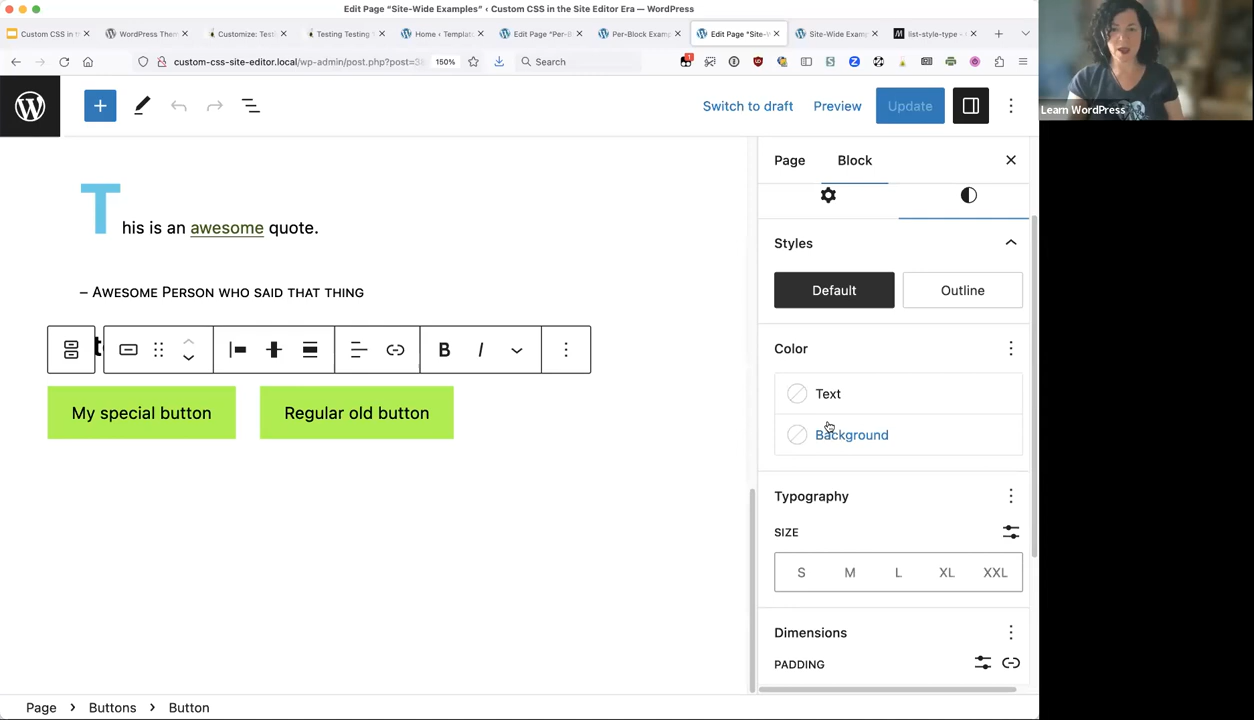 Edit Page “Site-Wide Examples” ‹ Custom CSS in the Site Editor Era — WordPress
Custom CSS in th
WordPress Them
Customize: Testi
Testing Testing
Home ‹ Templat
Edit Page “Per-B
Per-Block Examp
Edit Page “Site-W
Site-Wide Examp
list-style-type - C
custom-css-site-editor.local/wp-admin/post.php?post=3
150%
Search
Switch to draft
Preview
Update
Learn WordPress
Page
Block
This is an awesome quote.
– Awesome Person who said that thing
My special button
Regular old button
B
I
Styles
Default
Outline
Color
Text
Background
Typography
SIZE
S M L XL XXL
Dimensions
PADDING
Page > Buttons > Button